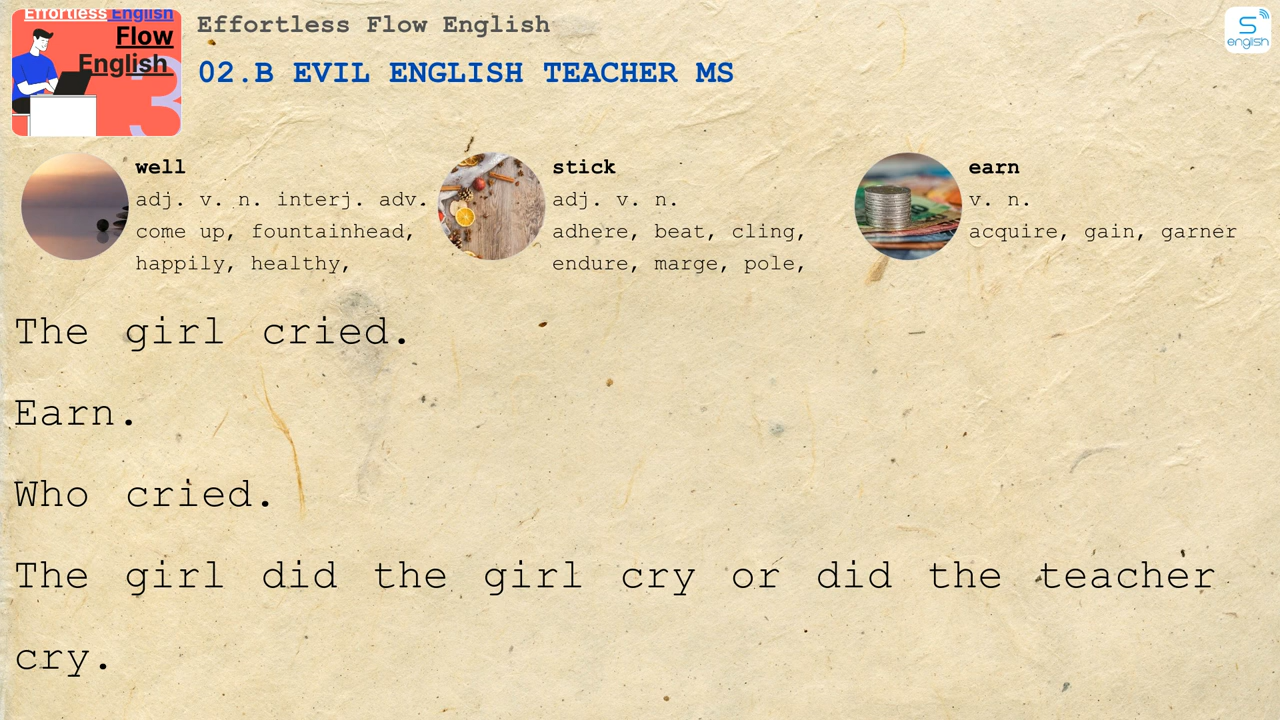 Effortless English
Flow
English
3
Effortless Flow English
02.B EVIL ENGLISH TEACHER MS
S
english
well
adj. v. n. interj. adv.
come up, fountainhead,
happily, healthy,
stick
adj. v. n.
adhere, beat, cling,
endure, marge, pole,
earn
v. n.
acquire, gain, garner
The girl cried.
Earn.
Who cried.
The girl did the girl cry or did the teacher
cry.